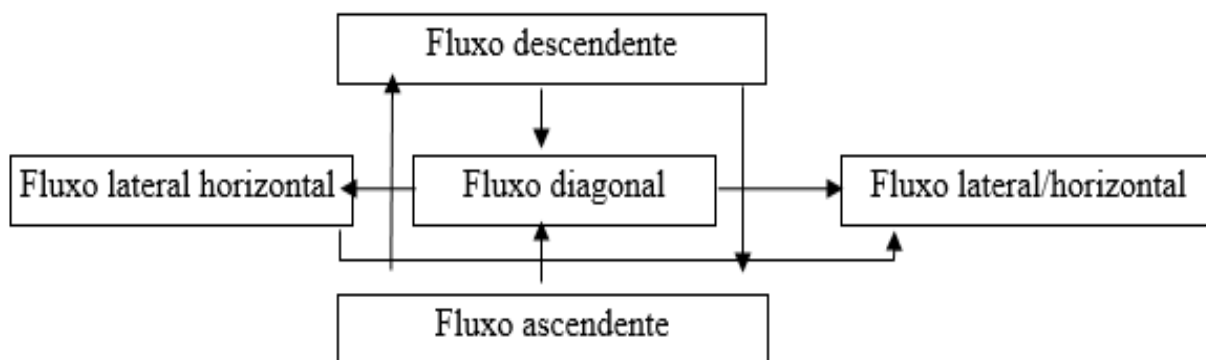 Fluxo descendente
Fluxo lateral horizontal
Fluxo diagonal
Fluxo lateral/horizontal
Fluxo ascendente